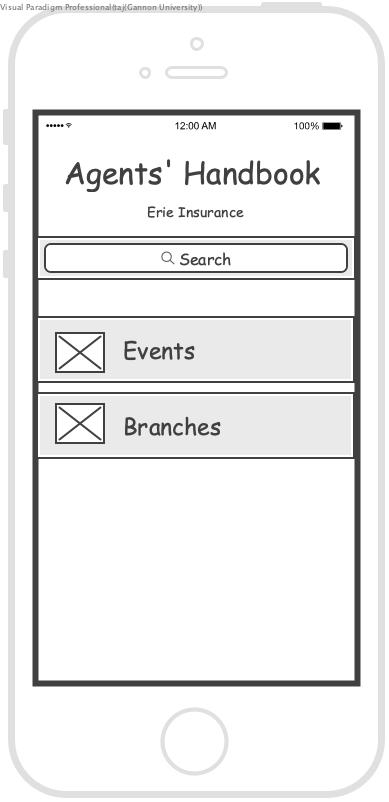 Visual Paradigm Professional(taj(Gannon University))
12:00 AM 100%
Agents' Handbook
Erie Insurance
Search
Events
Branches